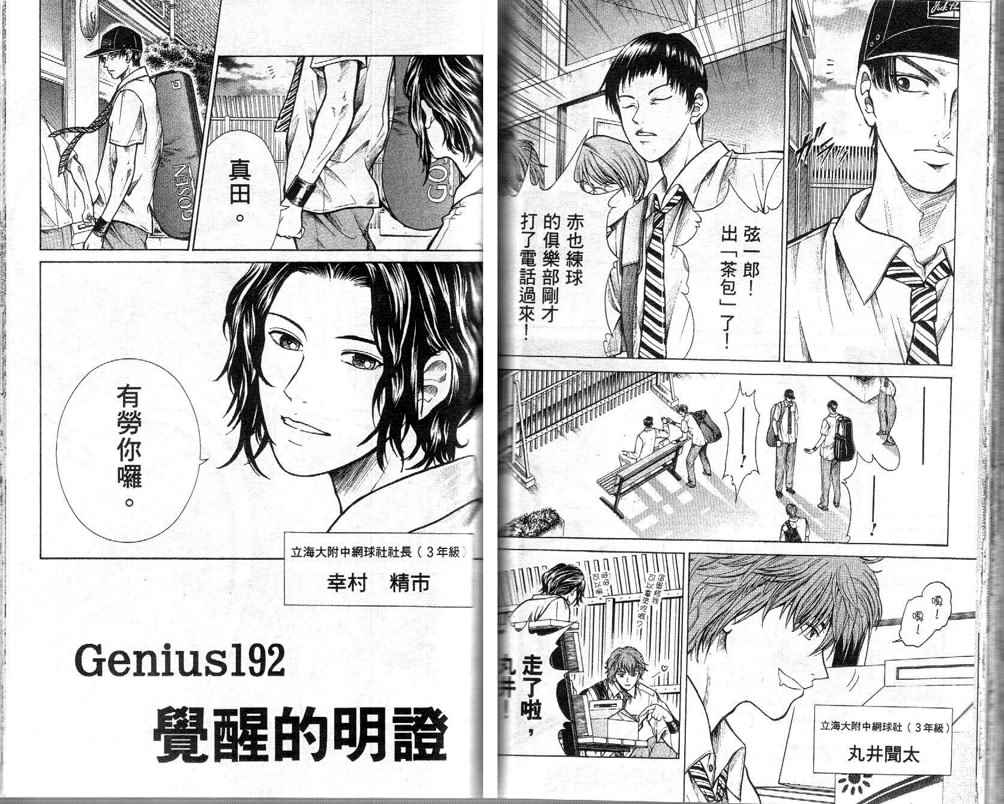 弦一郎！
出「茶包」了！
赤也練球
的俱樂部剛才
打了電話過來！
！
嗯！
嗯！
立海大附中網球社（3年級）
丸井聞太
走了啦，
丸井！
真田。
GOSEN
有勞你囉。
立海大附中網球社社長（3年級）
幸村　精市
Genius192
覺醒的明證